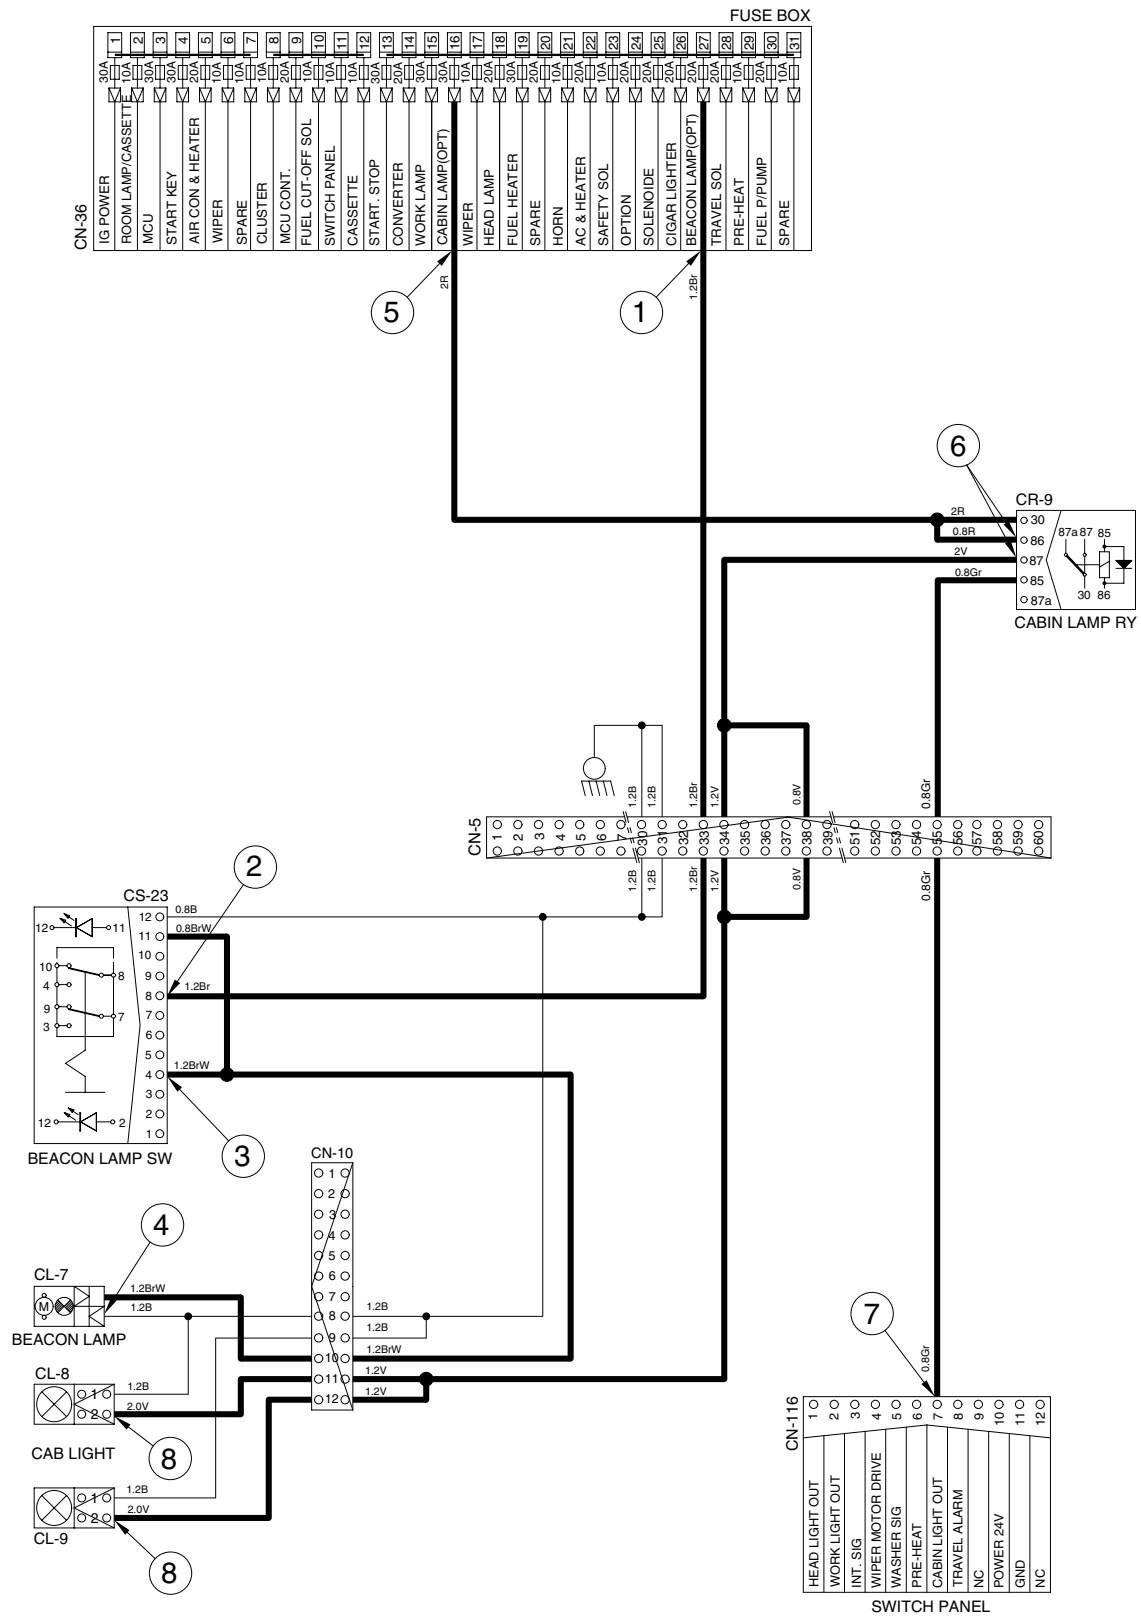 FUSE BOX
1 2 3 4 5 6 7 8 9 10 11 12 13 14 15 16 17 18 19 20 21 22 23 24 25 26 27 28 29 30 31
30A 10A 30A 30A 20A 10A 10A 10A 20A 10A 10A 10A 30A 20A 30A 30A 10A 20A 20A 10A 10A 20A 10A 20A 20A 10A 20A 20A 10A 20A 10A
CN-36
IG POWER
ROOM LAMP/CASSETTE
MCU
START KEY
AIR CON & HEATER
WIPER
SPARE
CLUSTER
MCU CONT.
FUEL CUT-OFF SOL
SWITCH PANEL
CASSETTE
START. STOP
CONVERTER
WORK LAMP
CABIN LAMP(OPT)
WIPER
HEAD LAMP
FUEL HEATER
SPARE
HORN
AC & HEATER
SAFETY SOL
OPTION
SOLENOIDE
CIGAR LIGHTER
BEACON LAMP(OPT)
TRAVEL SOL
PRE-HEAT
FUEL P/PUMP
SPARE
5
2R
1
1.2Br
6
CR-9
2R
30
0.8R
86
2V
87
0.8Gr
85
87a
87a 87 85
30 86
CABIN LAMP RY
1.2B
1.2B
1.2Br
1.2V
0.8V
0.8Gr
CN-5
1 2 3 4 5 6 7 30 31 32 33 34 35 36 37 38 39 51 52 53 54 55 56 57 58 59 60
1.2B
1.2B
1.2Br
1.2V
0.8V
0.8Gr
2
CS-23
12 11
10 8
4
9 7
3
12 2
12
11
10
9
8
7
6
5
4
3
2
1
0.8B
0.8BrW
1.2Br
1.2BrW
BEACON LAMP SW
3
CN-10
1
2
3
4
5
6
7
8
9
10
11
12
4
CL-7
M
1.2BrW
1.2B
BEACON LAMP
1.2B
1.2B
1.2BrW
1.2V
1.2V
CL-8
1
2
1.2B
2.0V
CAB LIGHT
8
1
2
1.2B
2.0V
CL-9
8
7
0.8Gr
CN-116
1 2 3 4 5 6 7 8 9 10 11 12
HEAD LIGHT OUT
WORK LIGHT OUT
INT. SIG
WIPER MOTOR DRIVE
WASHER SIG
PRE-HEAT
CABIN LIGHT OUT
TRAVEL ALARM
NC
POWER 24V
GND
NC
SWITCH PANEL